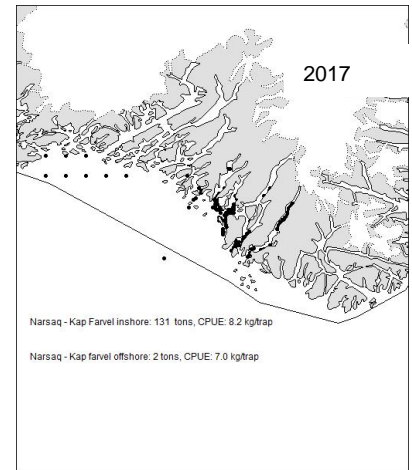 2017
Narsaq - Kap Farvel inshore: 131 tons, CPUE: 8.2 kg/trap
Narsaq - Kap farvel offshore: 2 tons, CPUE: 7.0 kg/trap